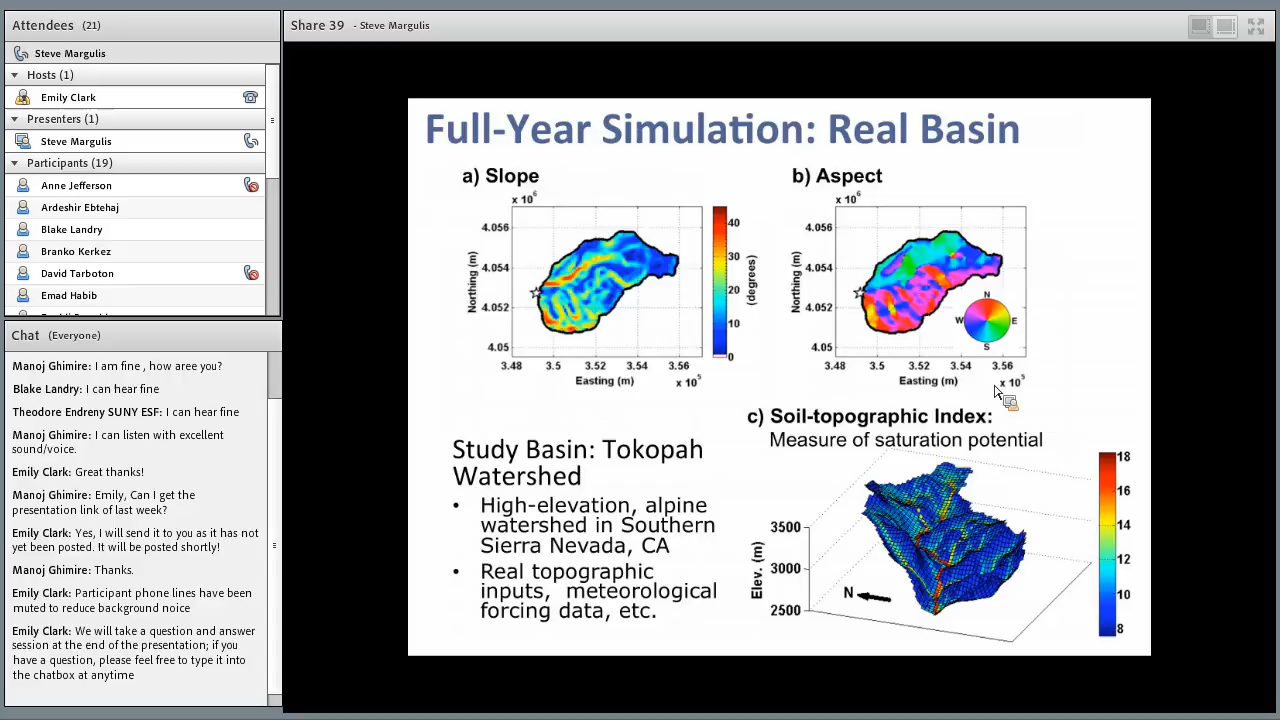 Attendees (21)
Steve Margulis
Hosts (1)
Emily Clark
Presenters (1)
Steve Margulis
Participants (19)
Anne Jefferson
Ardeshir Ebtehaj
Blake Landry
Branko Kerkez
David Tarboton
Emad Habib
Chat (Everyone)
Manoj Ghimire: I am fine , how aree you?
Blake Landry: I can hear fine
Theodore Endreny SUNY ESF: I can hear fine
Manoj Ghimire: I can listen with excellent
sound/voice.
Emily Clark: Great thanks!
Manoj Ghimire: Emily, Can I get the
presentation link of last week?
Emily Clark: Yes, I will send it to you as it has not
yet been posted. It will be posted shortly!
Manoj Ghimire: Thanks.
Emily Clark: Participant phone lines have been
muted to reduce background noice
Emily Clark: We will take a question and answer
session at the end of the presentation; if you
have a question, please feel free to type it into
the chatbox at anytime
Share 39 - Steve Margulis
Full-Year Simulation: Real Basin
a) Slope
x 10⁶
4.056
4.054
4.052
4.05
Northing (m)
3.48 3.5 3.52 3.54 3.56
Easting (m) x 10⁵
40
30
20
10
0
(degrees)
b) Aspect
x 10⁶
4.056
4.054
4.052
4.05
Northing (m)
N
W E
S
3.48 3.5 3.52 3.54 3.56
Easting (m) x 10⁵
Study Basin: Tokopah
Watershed
• High-elevation, alpine
watershed in Southern
Sierra Nevada, CA
• Real topographic
inputs, meteorological
forcing data, etc.
c) Soil-topographic Index:
Measure of saturation potential
3500
3000
2500
Elev. (m)
N
18
16
14
12
10
8